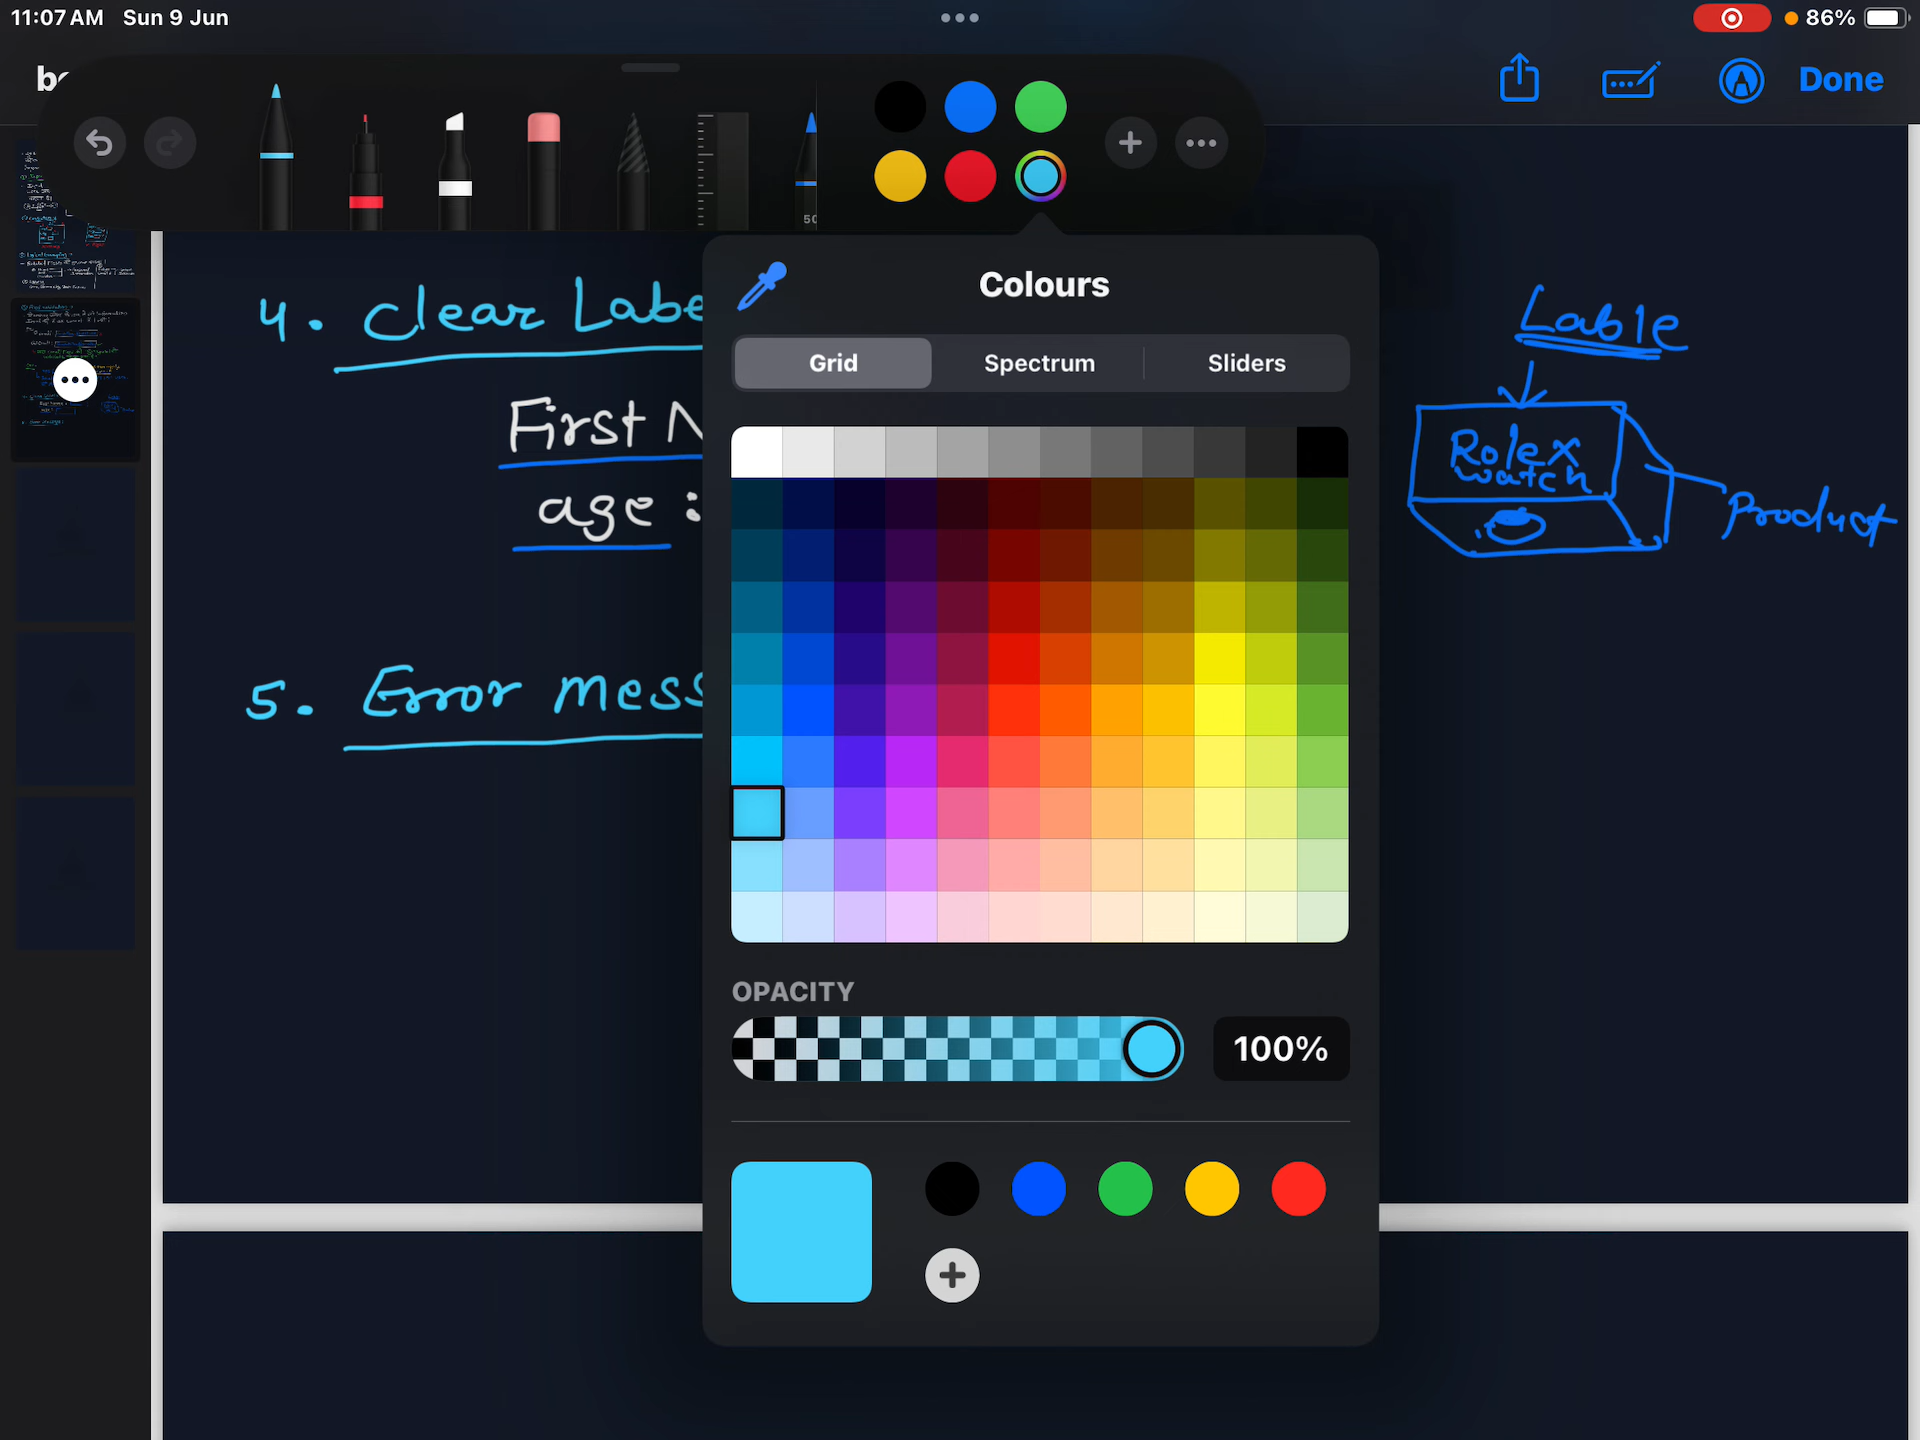 11:07 AM Sun 9 Jun
86%
Done
50
Colours
Grid Spectrum Sliders
4. Clear Labe
First N
age :
5. Error mess
Lable
Rolex
watch
Product
OPACITY
100%